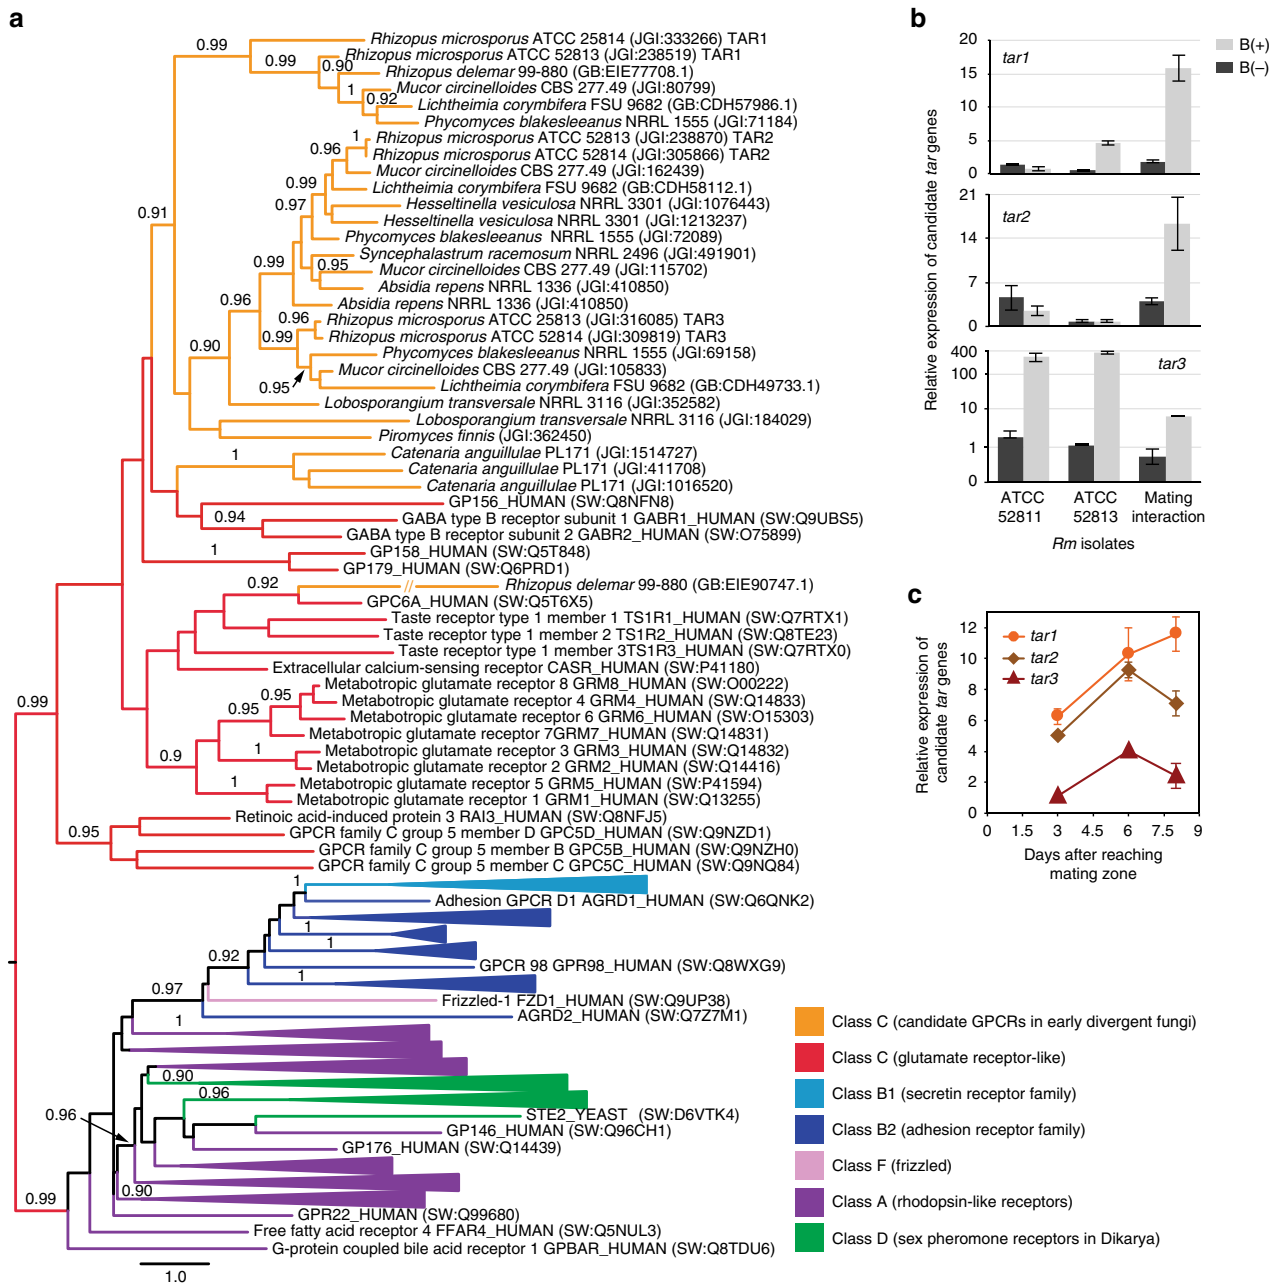 a
0.99
Rhizopus microsporus ATCC 25814 (JGI:333266) TAR1
Rhizopus microsporus ATCC 52813 (JGI:238519) TAR1
0.99
0.90
Rhizopus delemar 99-880 (GB:EIE77708.1)
Mucor circinelloides CBS 277.49 (JGI:80799)
1
0.92
Lichtheimia corymbifera FSU 9682 (GB:CDH57986.1)
Phycomyces blakesleeanus NRRL 1555 (JGI:71184)
1
Rhizopus microsporus ATCC 52813 (JGI:238870) TAR2
0.96
Rhizopus microsporus ATCC 52814 (JGI:305866) TAR2
Mucor circinelloides CBS 277.49 (JGI:162439)
0.99
Lichtheimia corymbifera FSU 9682 (GB:CDH58112.1)
0.97
Hesseltinella vesiculosa NRRL 3301 (JGI:1076443)
0.91
Hesseltinella vesiculosa NRRL 3301 (JGI:1213237)
Phycomyces blakesleeanus NRRL 1555 (JGI:72089)
Syncephalastrum racemosum NRRL 2496 (JGI:491901)
0.99
0.95
Mucor circinelloides CBS 277.49 (JGI:115702)
Absidia repens NRRL 1336 (JGI:410850)
0.96
Absidia repens NRRL 1336 (JGI:410850)
0.96
Rhizopus microsporus ATCC 25813 (JGI:316085) TAR3
0.99
Rhizopus microsporus ATCC 52814 (JGI:309819) TAR3
0.90
Phycomyces blakesleeanus NRRL 1555 (JGI:69158)
Mucor circinelloides CBS 277.49 (JGI:105833)
0.95
Lichtheimia corymbifera FSU 9682 (GB:CDH49733.1)
Lobosporangium transversale NRRL 3116 (JGI:352582)
Lobosporangium transversale NRRL 3116 (JGI:184029)
Piromyces finnis (JGI:362450)
1
Catenaria anguillulae PL171 (JGI:1514727)
Catenaria anguillulae PL171 (JGI:411708)
Catenaria anguillulae PL171 (JGI:1016520)
GP156_HUMAN (SW:Q8NFN8)
0.94
GABA type B receptor subunit 1 GABR1_HUMAN (SW:Q9UBS5)
GABA type B receptor subunit 2 GABR2_HUMAN (SW:O75899)
1
GP158_HUMAN (SW:Q5T848)
GP179_HUMAN (SW:Q6PRD1)
0.92
//
Rhizopus delemar 99-880 (GB:EIE90747.1)
GPC6A_HUMAN (SW:Q5T6X5)
Taste receptor type 1 member 1 TS1R1_HUMAN (SW:Q7RTX1)
Taste receptor type 1 member 2 TS1R2_HUMAN (SW:Q8TE23)
Taste receptor type 1 member 3TS1R3_HUMAN (SW:Q7RTX0)
Extracellular calcium-sensing receptor CASR_HUMAN (SW:P41180)
Metabotropic glutamate receptor 8 GRM8_HUMAN (SW:O00222)
0.95
Metabotropic glutamate receptor 4 GRM4_HUMAN (SW:Q14833)
0.99
0.95
Metabotropic glutamate receptor 6 GRM6_HUMAN (SW:O15303)
Metabotropic glutamate receptor 7GRM7_HUMAN (SW:Q14831)
0.9
1
Metabotropic glutamate receptor 3 GRM3_HUMAN (SW:Q14832)
Metabotropic glutamate receptor 2 GRM2_HUMAN (SW:Q14416)
1
Metabotropic glutamate receptor 5 GRM5_HUMAN (SW:P41594)
Metabotropic glutamate receptor 1 GRM1_HUMAN (SW:Q13255)
Retinoic acid-induced protein 3 RAI3_HUMAN (SW:Q8NFJ5)
0.95
GPCR family C group 5 member D GPC5D_HUMAN (SW:Q9NZD1)
GPCR family C group 5 member B GPC5B_HUMAN (SW:Q9NZH0)
GPCR family C group 5 member C GPC5C_HUMAN (SW:Q9NQ84)
1
Adhesion GPCR D1 AGRD1_HUMAN (SW:Q6QNK2)
1
1
0.92
GPCR 98 GPR98_HUMAN (SW:Q8WXG9)
1
0.97
Frizzled-1 FZD1_HUMAN (SW:Q9UP38)
AGRD2_HUMAN (SW:Q7Z7M1)
1
0.90
0.96
0.96
STE2_YEAST (SW:D6VTK4)
GP146_HUMAN (SW:Q96CH1)
GP176_HUMAN (SW:Q14439)
0.90
0.99
GPR22_HUMAN (SW:Q99680)
Free fatty acid receptor 4 FFAR4_HUMAN (SW:Q5NUL3)
G-protein coupled bile acid receptor 1 GPBAR_HUMAN (SW:Q8TDU6)
1.0
Class C (candidate GPCRs in early divergent fungi)
Class C (glutamate receptor-like)
Class B1 (secretin receptor family)
Class B2 (adhesion receptor family)
Class F (frizzled)
Class A (rhodopsin-like receptors)
Class D (sex pheromone receptors in Dikarya)
b
Relative expression of candidate tar genes
B(+)
B(–)
tar1
20
15
10
5
0
tar2
21
14
7
0
tar3
400
100
10
1
0
ATCC 52811
ATCC 52813
Mating interaction
Rm isolates
c
Relative expression of
candidate tar genes
tar1
tar2
tar3
12
10
8
6
4
2
0
0 1.5 3 4.5 6 7.5 9
Days after reaching
mating zone